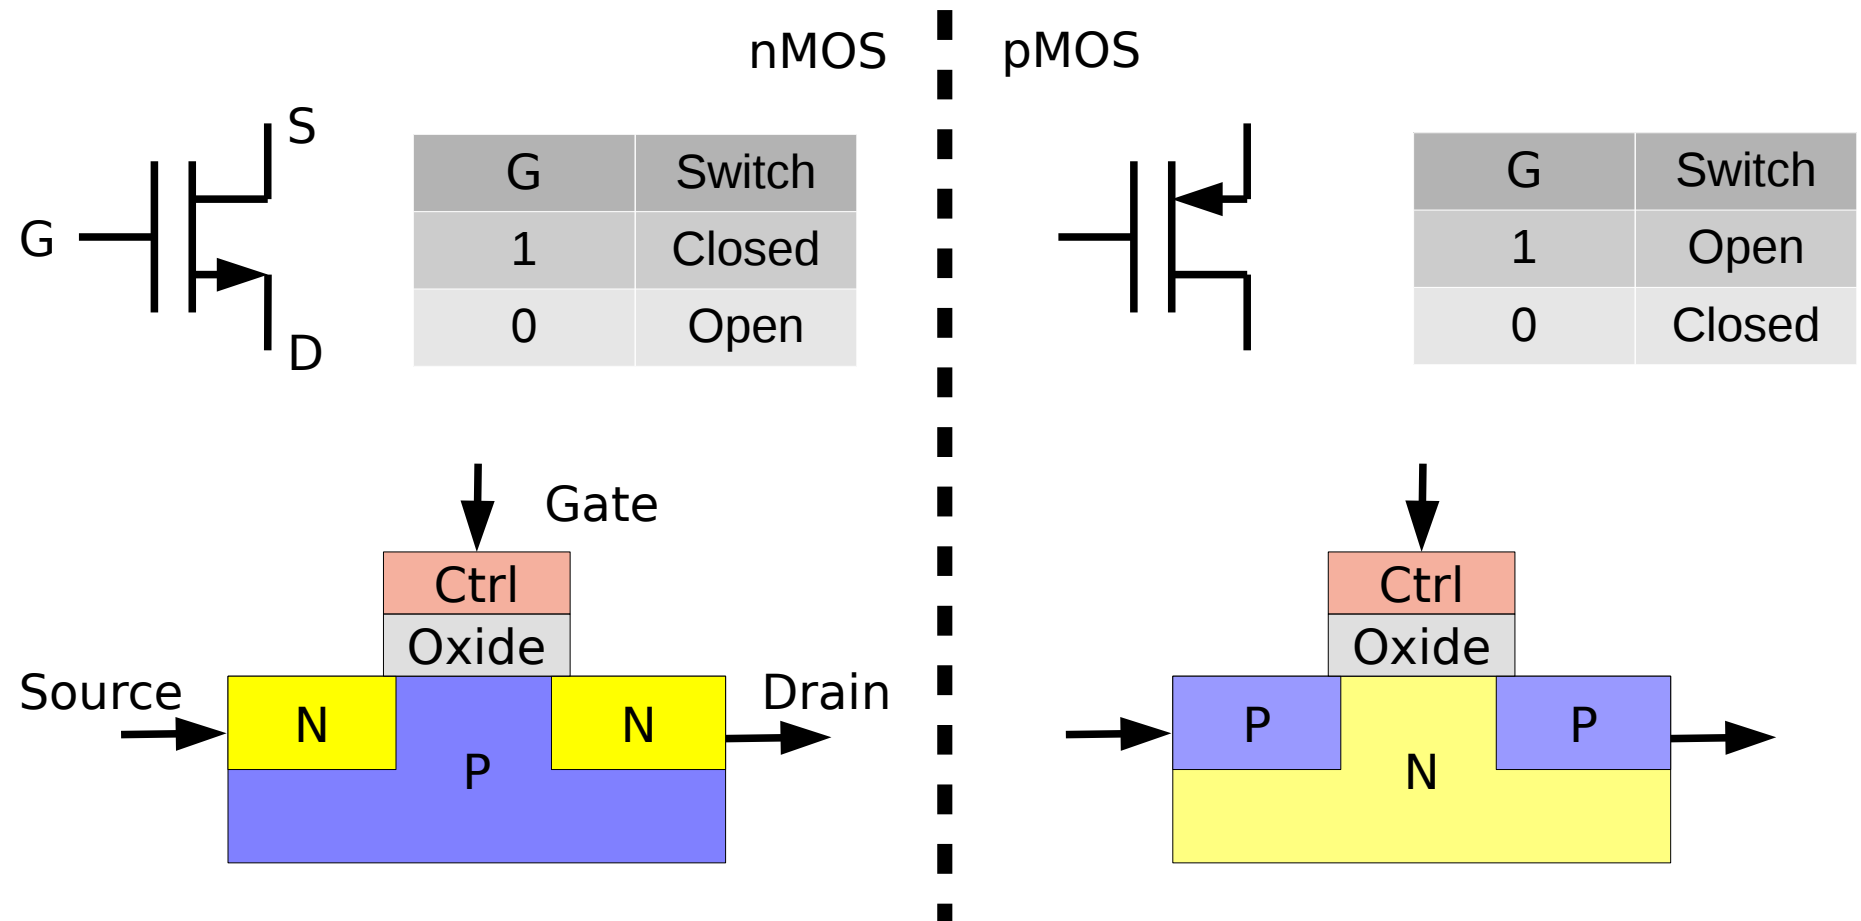 nMOS
S
G
D
G Switch
1 Closed
0 Open
Gate
Ctrl
Oxide
Source
Drain
N
N
P
pMOS
G Switch
1 Open
0 Closed
Ctrl
Oxide
P
P
N